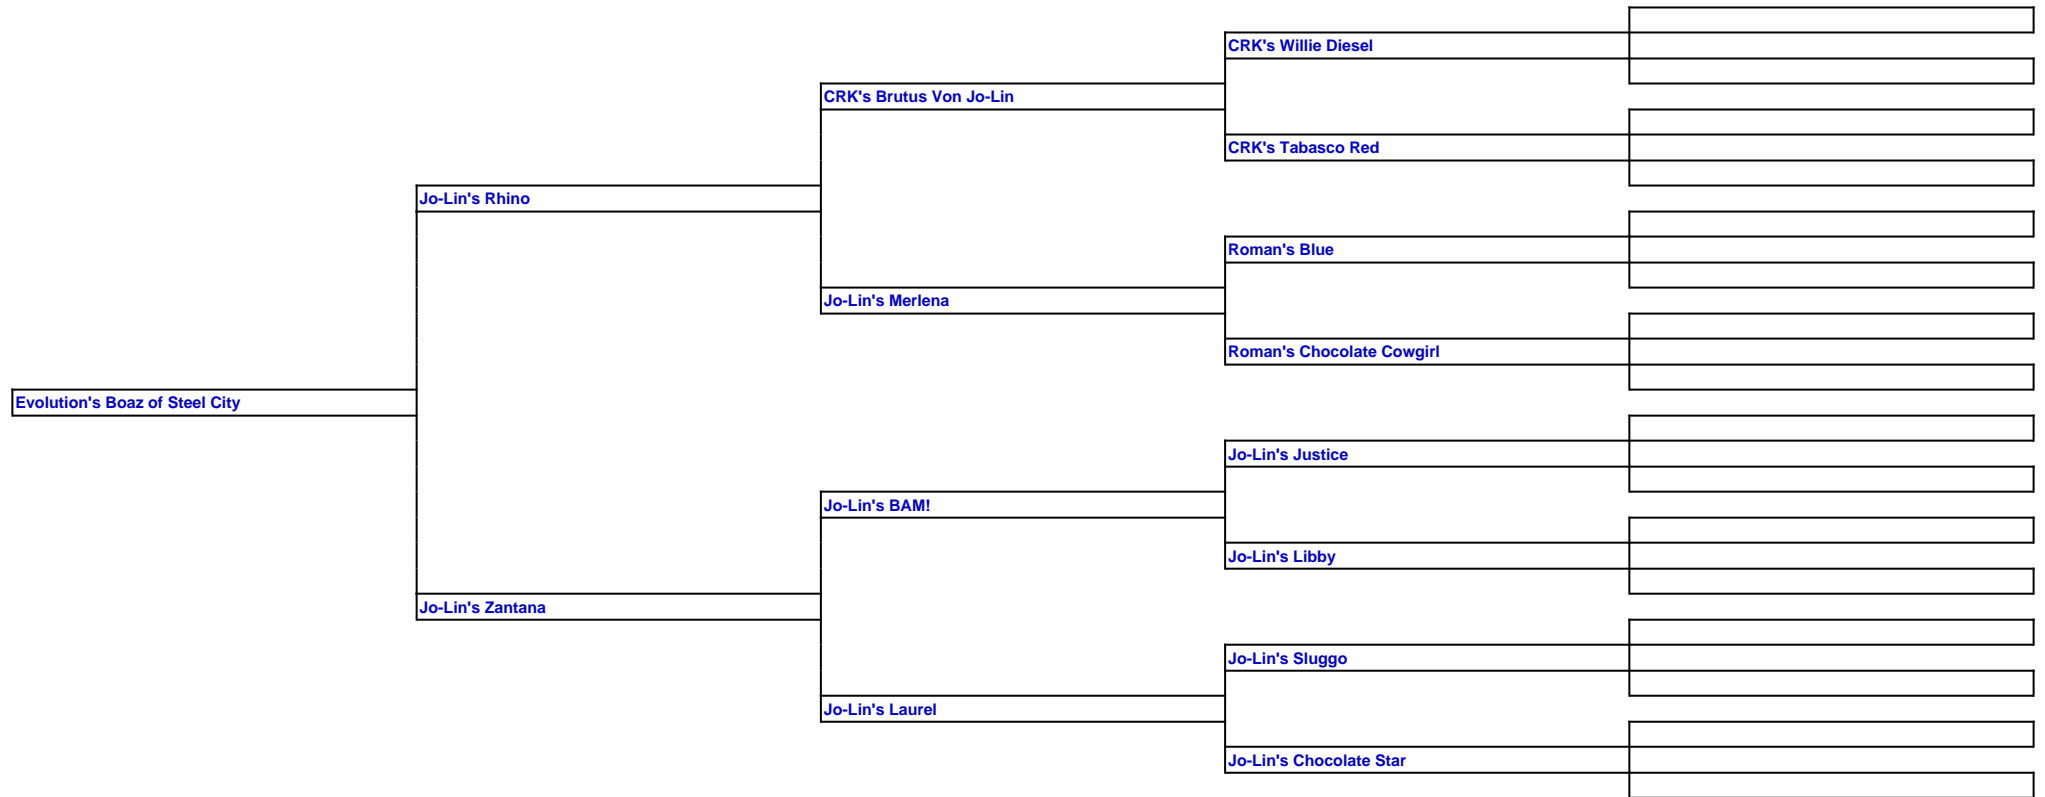 CRK's Willie Diesel
CRK's Brutus Von Jo-Lin
CRK's Tabasco Red
Jo-Lin's Rhino
Roman's Blue
Jo-Lin's Merlena
Roman's Chocolate Cowgirl
Evolution's Boaz of Steel City
Jo-Lin's Justice
Jo-Lin's BAM!
Jo-Lin's Libby
Jo-Lin's Zantana
Jo-Lin's Sluggo
Jo-Lin's Laurel
Jo-Lin's Chocolate Star